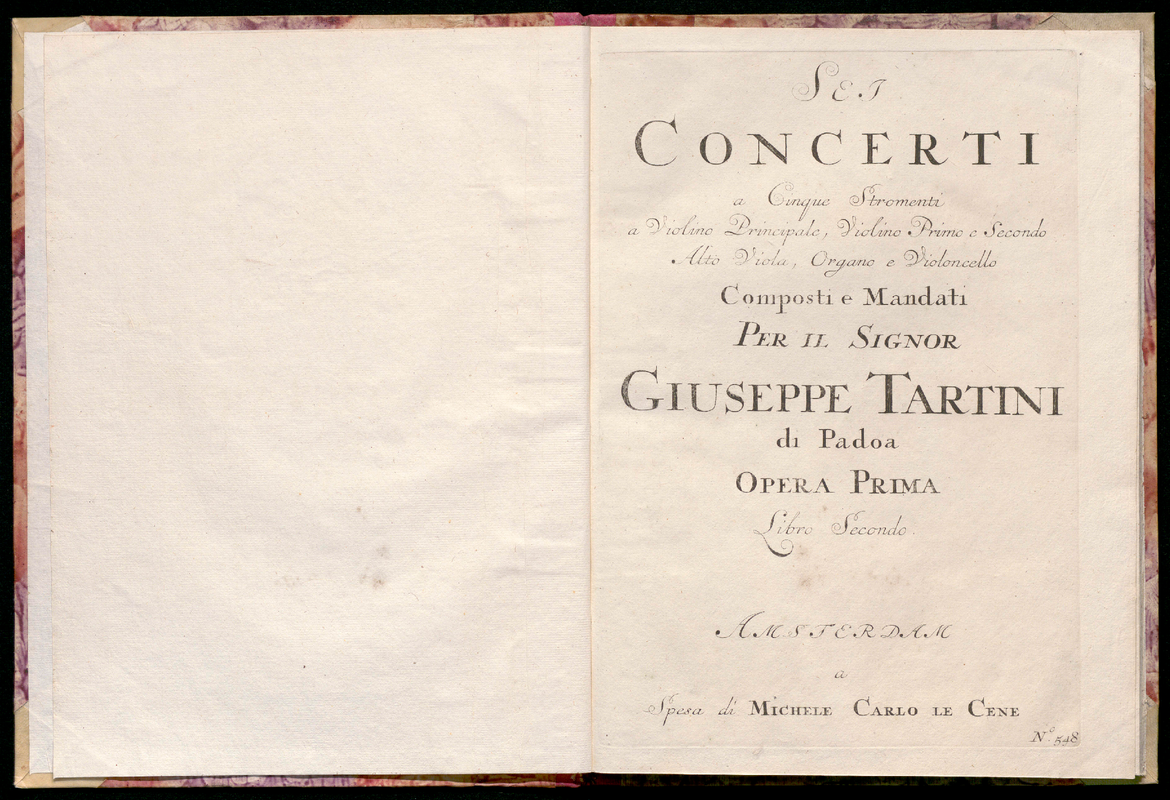 SEI
CONCERTI
a Cinque Stromenti
a Violino Principale, Violino Primo e Secondo
Alto Viola, Organo e Violoncello
Composti e Mandati
PER IL SIGNOR
GIUSEPPE TARTINI
di Padoa
OPERA PRIMA
Libro Secondo.
AMSTERDAM
a
Spesa di MICHELE CARLO LE CENE
N.º 548